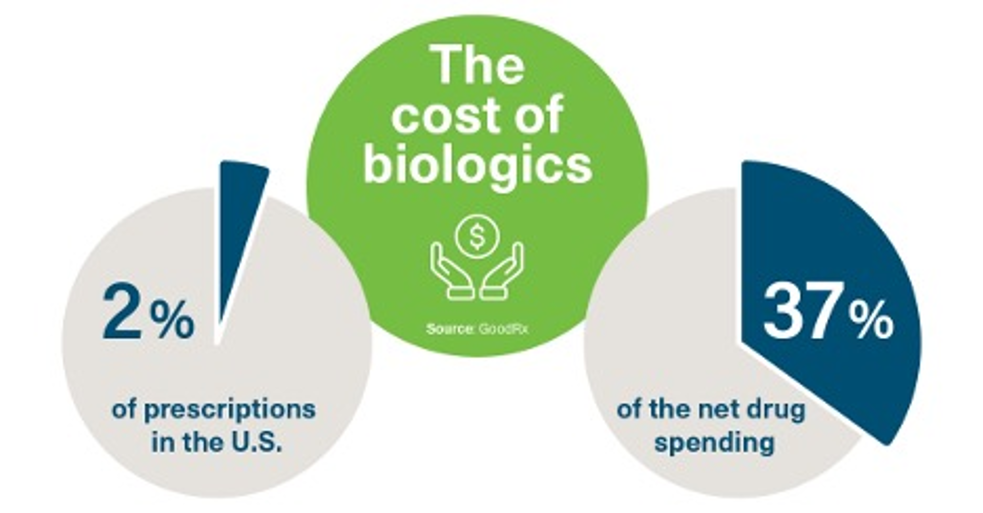 The
cost of
biologics
$
Source: GoodRx
2%
of prescriptions
in the U.S.
37%
of the net drug
spending